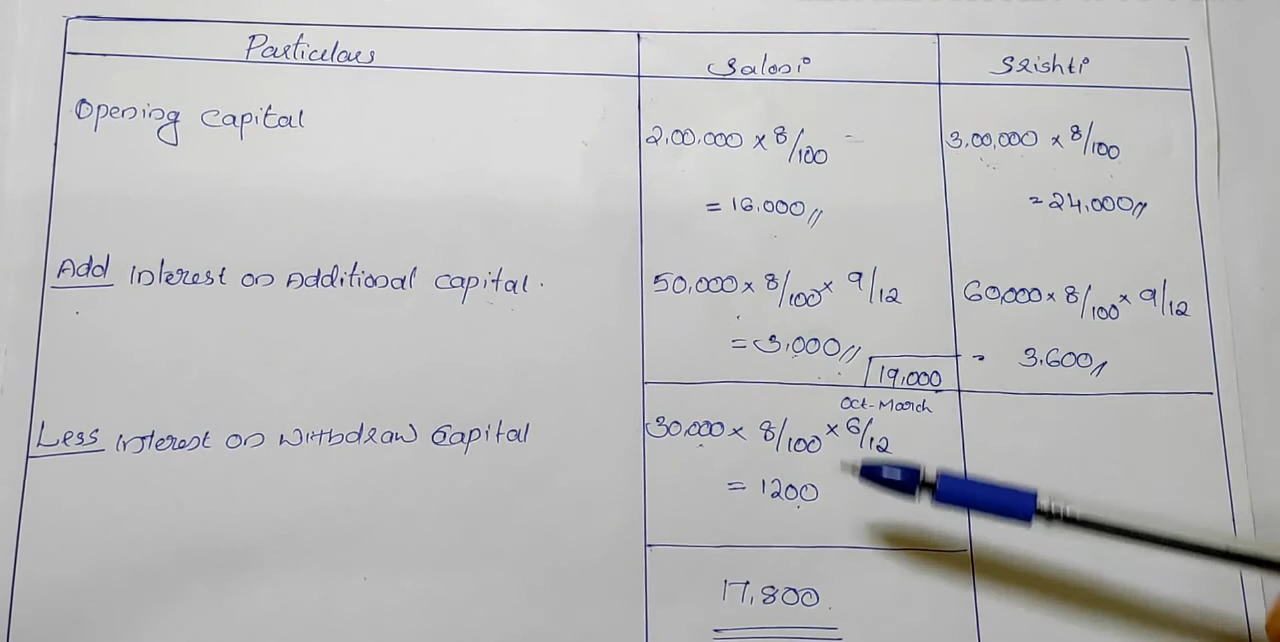 Particulars
Saloni
Srishti
Opening Capital
2,00,000 × 8/100
3,00,000 × 8/100
= 16,000//
= 24,000//
Add Interest on Additional Capital.
50,000 × 8/100 × 9/12
60,000 × 8/100 × 9/12
= 3,000//
= 3,600//
19,000
Oct-March
Less Interest on Withdraw Capital
30,000 × 8/100 × 6/12
= 1200
17,800